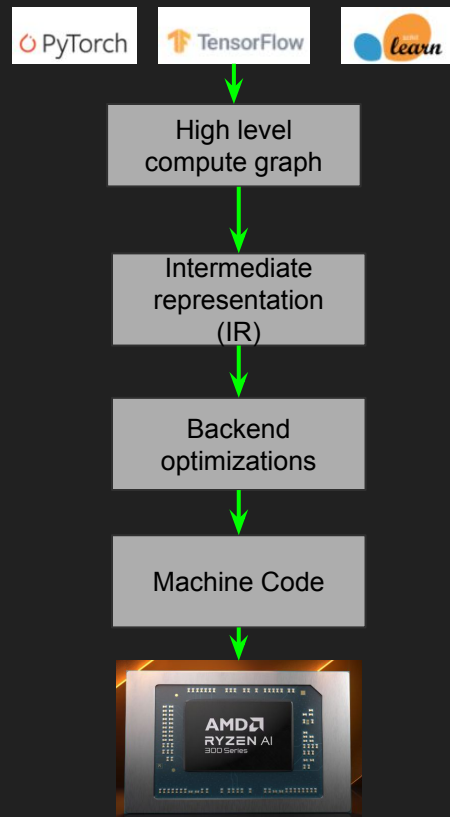 PyTorch
TensorFlow
scikit
learn
High level
compute graph
Intermediate
representation
(IR)
Backend
optimizations
Machine Code
AMD
RYZEN AI
300 Series